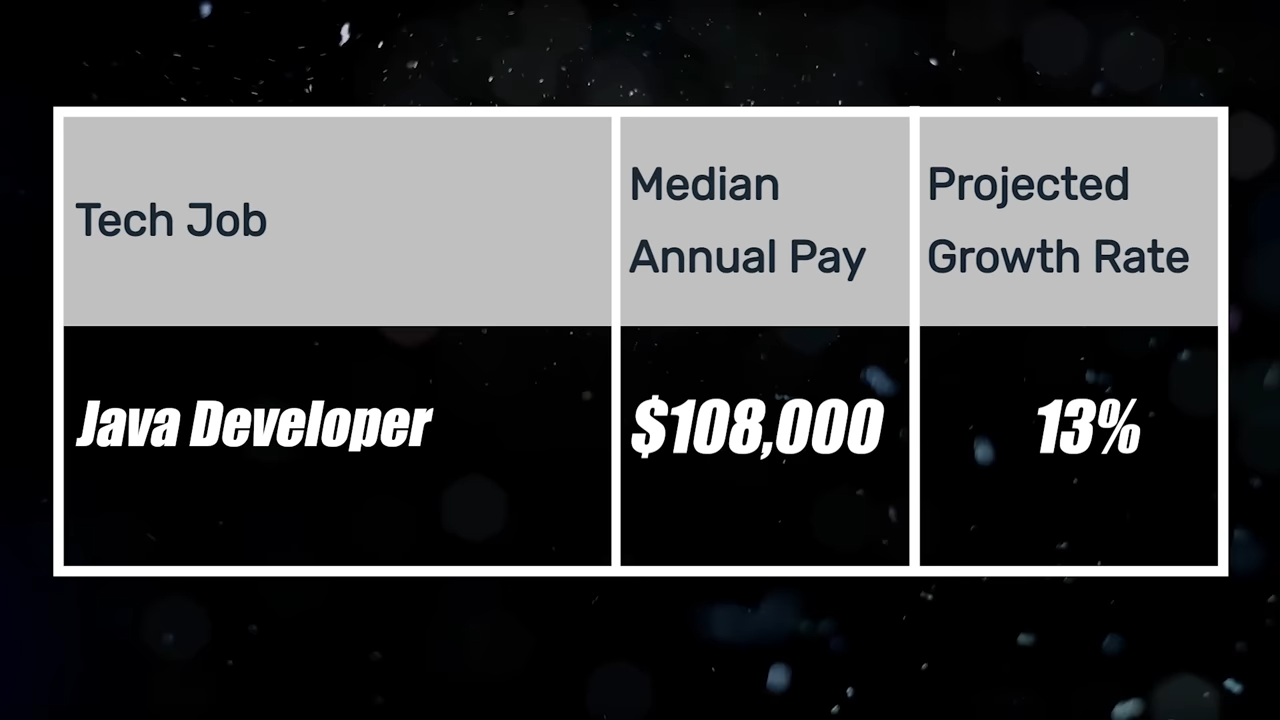 Tech Job
Median
Annual Pay
Projected
Growth Rate
Java Developer
$108,000
13%